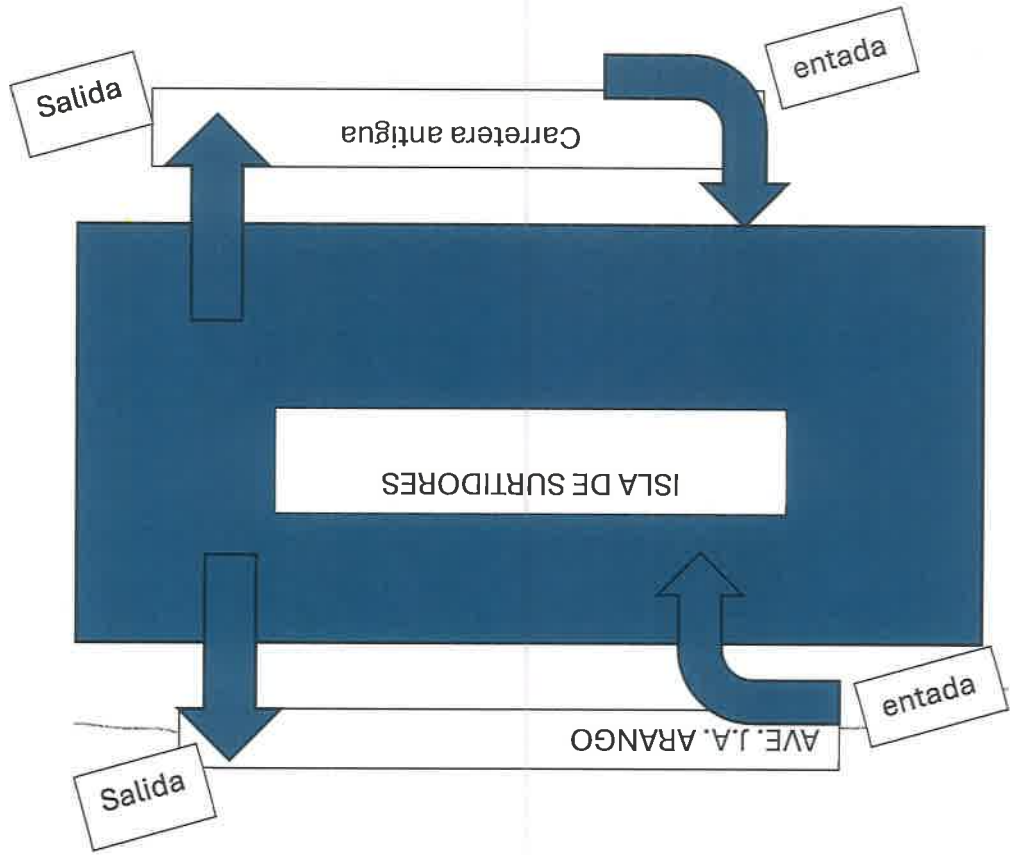 Salida
entada
Carretera antigua
ISLA DE SURTIDORES
entada
AVE. J.A. ARANGO
Salida